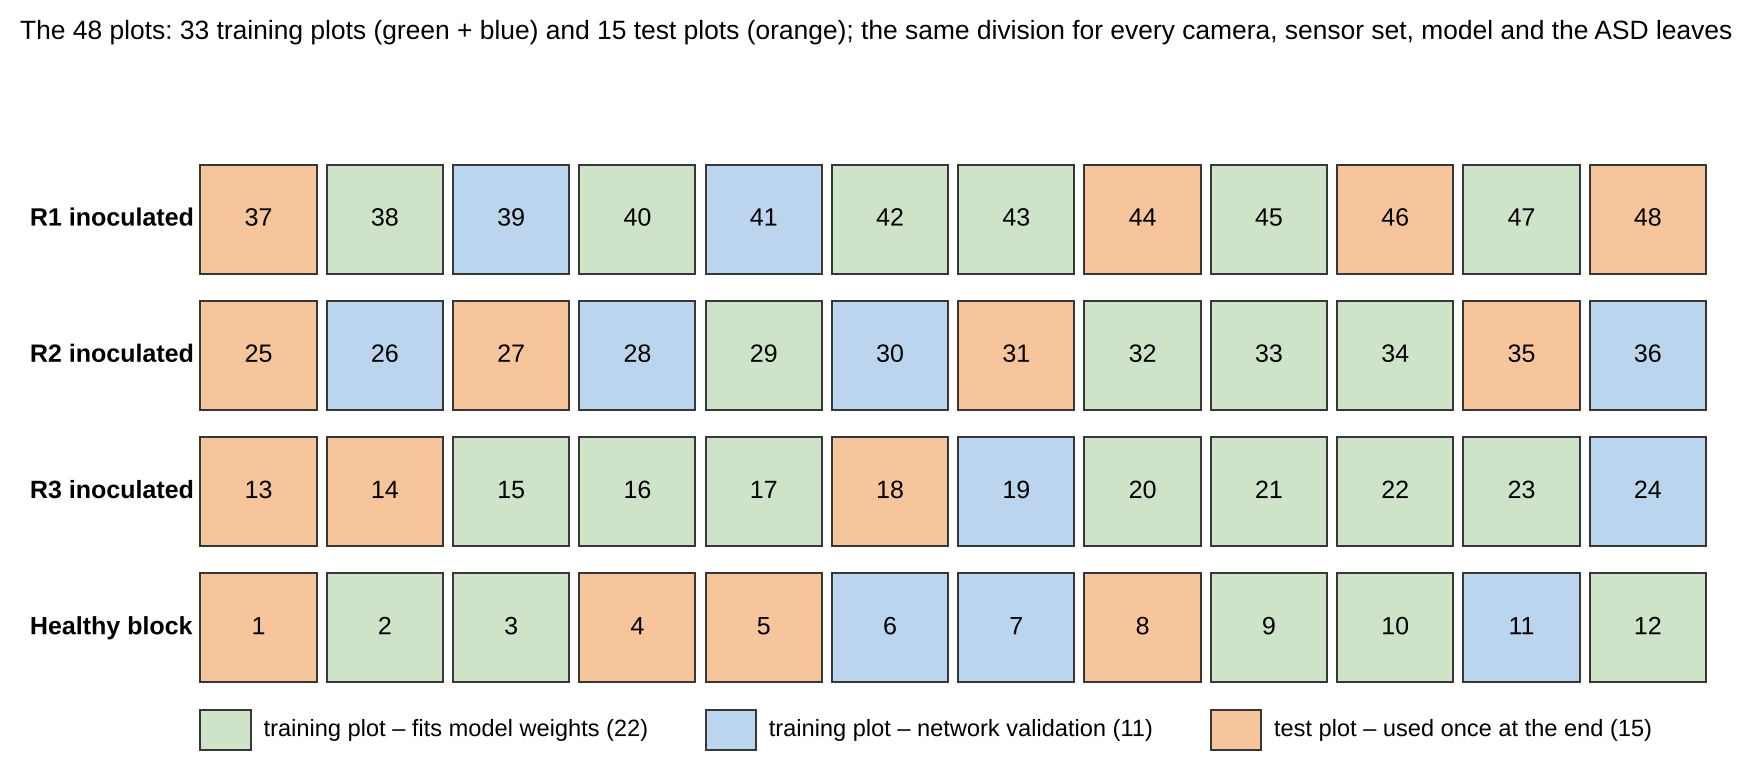 The 48 plots: 33 training plots (green + blue) and 15 test plots (orange); the same division for every camera, sensor set, model and the ASD leaves
R1 inoculated 37 38 39 40 41 42 43 44 45 46 47 48
R2 inoculated 25 26 27 28 29 30 31 32 33 34 35 36
R3 inoculated 13 14 15 16 17 18 19 20 21 22 23 24
Healthy block 1 2 3 4 5 6 7 8 9 10 11 12
training plot – fits model weights (22) training plot – network validation (11) test plot – used once at the end (15)